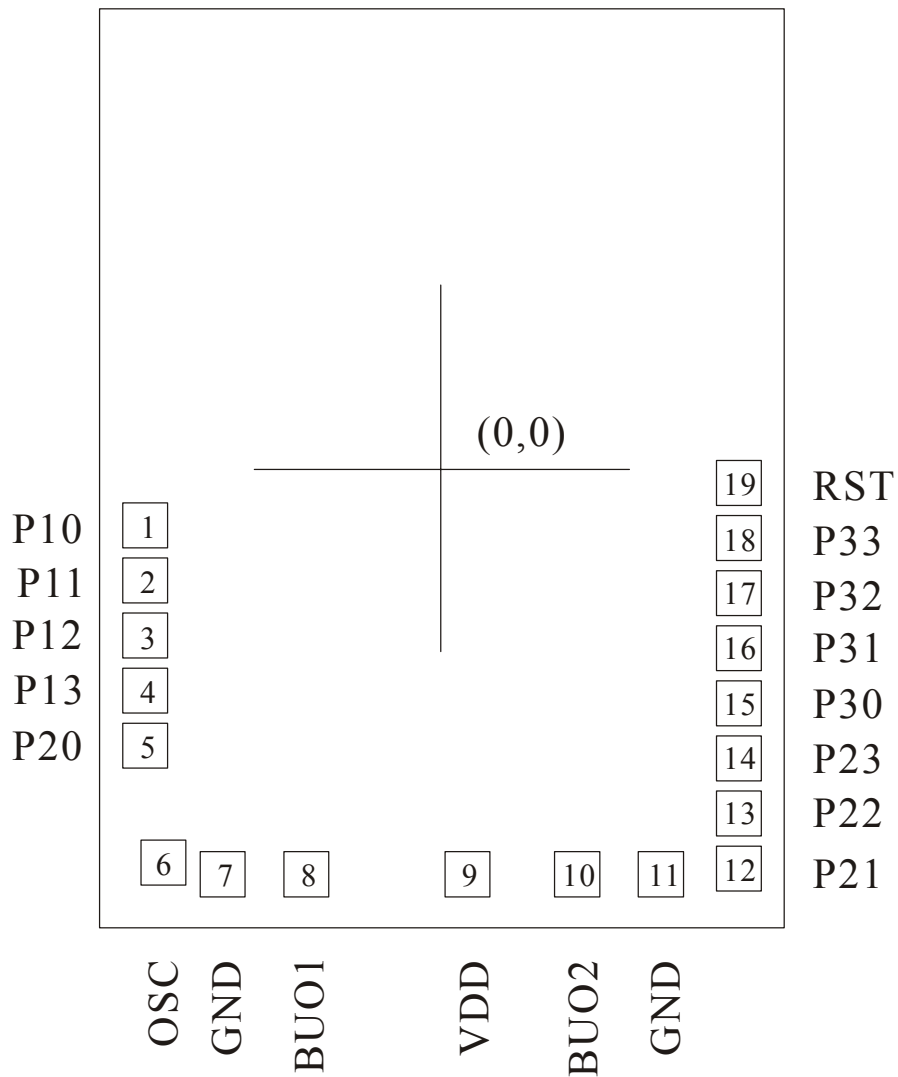 (0,0)
19 RST
P10 1
18 P33
P11 2
17 P32
P12 3
16 P31
P13 4
15 P30
P20 5
14 P23
13 P22
6 7 8 9 10 11 12 P21
OSC GND BUO1 VDD BUO2 GND